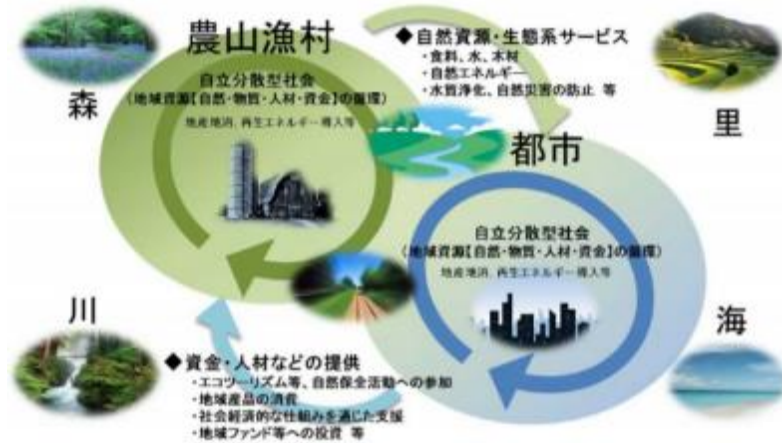 農山漁村
森
自立分散型社会
(地域資源【自然・物質・人材・資金】の循環)
地産地消、再生エネルギー導入等
◆自然資源・生態系サービス
・食料、水、木材
・自然エネルギー
・水質浄化、自然災害の防止 等
里
都市
自立分散型社会
(地域資源【自然・物質・人材・資金】の循環)
地産地消、再生エネルギー導入等
川
海
◆資金・人材などの提供
・エコツーリズム等、自然保全活動への参加
・地域産品の消費
・社会経済的な仕組みを通じた支援
・地域ファンド等への投資 等